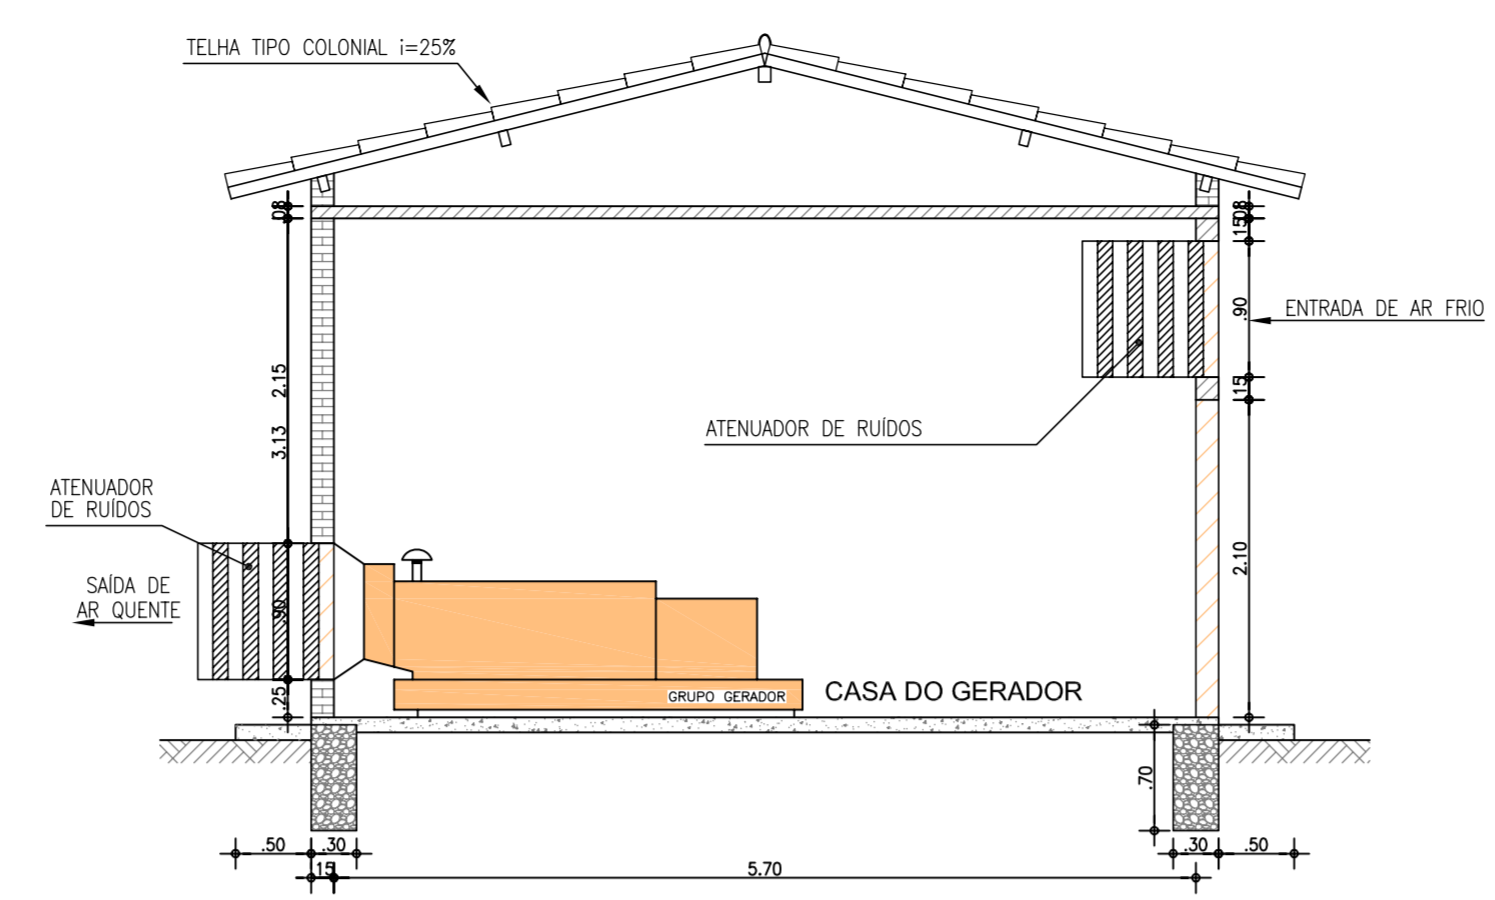 TELHA TIPO COLONIAL i=25%
.08
.08
.15
.90
ENTRADA DE AR FRIO
2.15
.15
3.13
ATENUADOR DE RUÍDOS
ATENUADOR
DE RUÍDOS
2.10
SAÍDA DE
AR QUENTE
.90
.25
GRUPO GERADOR
CASA DO GERADOR
.70
.50
.30
.30
.50
.15
5.70